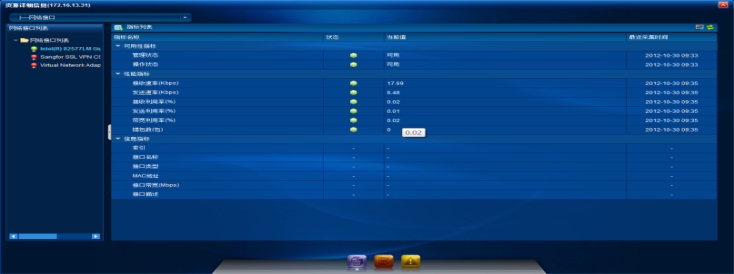 资源详细信息(172.16.13.31)
|---网络接口
网络接口列表
网络接口列表
Intel(R) 82577LM Gig
Sangfor SSL VPN CS
Virtual Network Adap
指标列表
指标名称 状态 当前值 最近采集时间
可用性指标
管理状态 可用 2012-10-30 09:33
操作状态 可用 2012-10-30 09:33
性能指标
接收速率(Kbps) 17.69 2012-10-30 09:35
发送速率(Kbps) 9.48 2012-10-30 09:35
接收利用率(%) 0.02 2012-10-30 09:35
发送利用率(%) 0.01 2012-10-30 09:35
带宽利用率(%) 0.02 2012-10-30 09:35
播包数(包) 0 2012-10-30 09:35
0.02
信息指标
索引 - - -
接口名称 - - -
接口类型 - - -
MAC地址 - - -
接口带宽(Mbps) - - -
接口描述 - - -